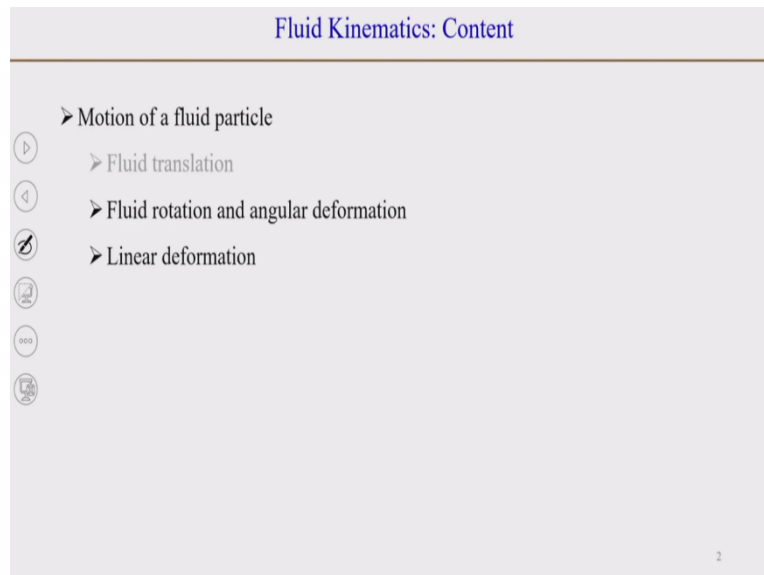 Fluid Kinematics: Content
➢Motion of a fluid particle
➢Fluid translation
➢Fluid rotation and angular deformation
➢Linear deformation
2